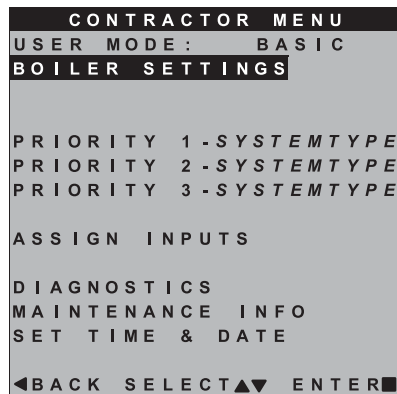 CONTRACTOR MENU
USER MODE: BASIC
BOILER SETTINGS
PRIORITY 1-SYSTEMTYPE
PRIORITY 2-SYSTEMTYPE
PRIORITY 3-SYSTEMTYPE
ASSIGN INPUTS
DIAGNOSTICS
MAINTENANCE INFO
SET TIME & DATE
◀BACK SELECT▲▼ ENTER■